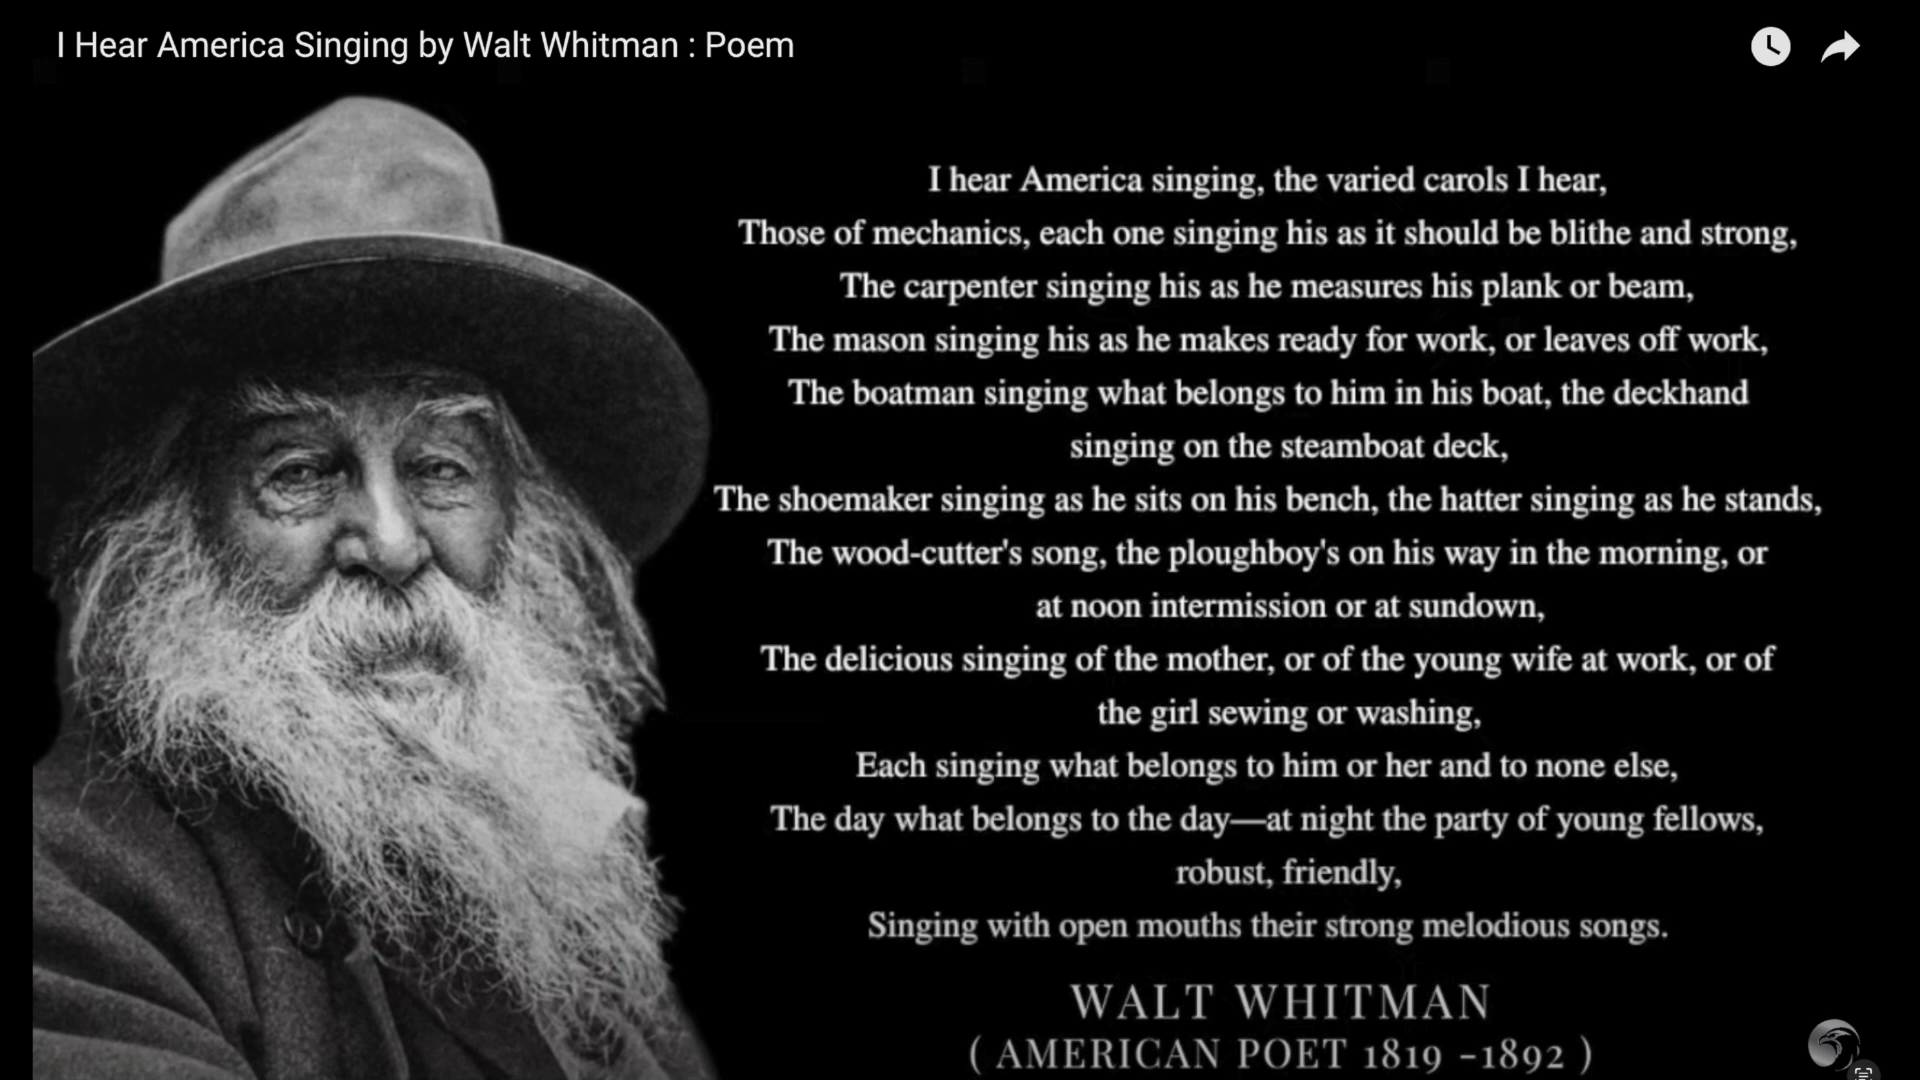 I Hear America Singing by Walt Whitman : Poem
I hear America singing, the varied carols I hear,
Those of mechanics, each one singing his as it should be blithe and strong,
The carpenter singing his as he measures his plank or beam,
The mason singing his as he makes ready for work, or leaves off work,
The boatman singing what belongs to him in his boat, the deckhand
singing on the steamboat deck,
The shoemaker singing as he sits on his bench, the hatter singing as he stands,
The wood-cutter's song, the ploughboy's on his way in the morning, or
at noon intermission or at sundown,
The delicious singing of the mother, or of the young wife at work, or of
the girl sewing or washing,
Each singing what belongs to him or her and to none else,
The day what belongs to the day—at night the party of young fellows,
robust, friendly,
Singing with open mouths their strong melodious songs.
WALT WHITMAN
( AMERICAN POET 1819 -1892 )